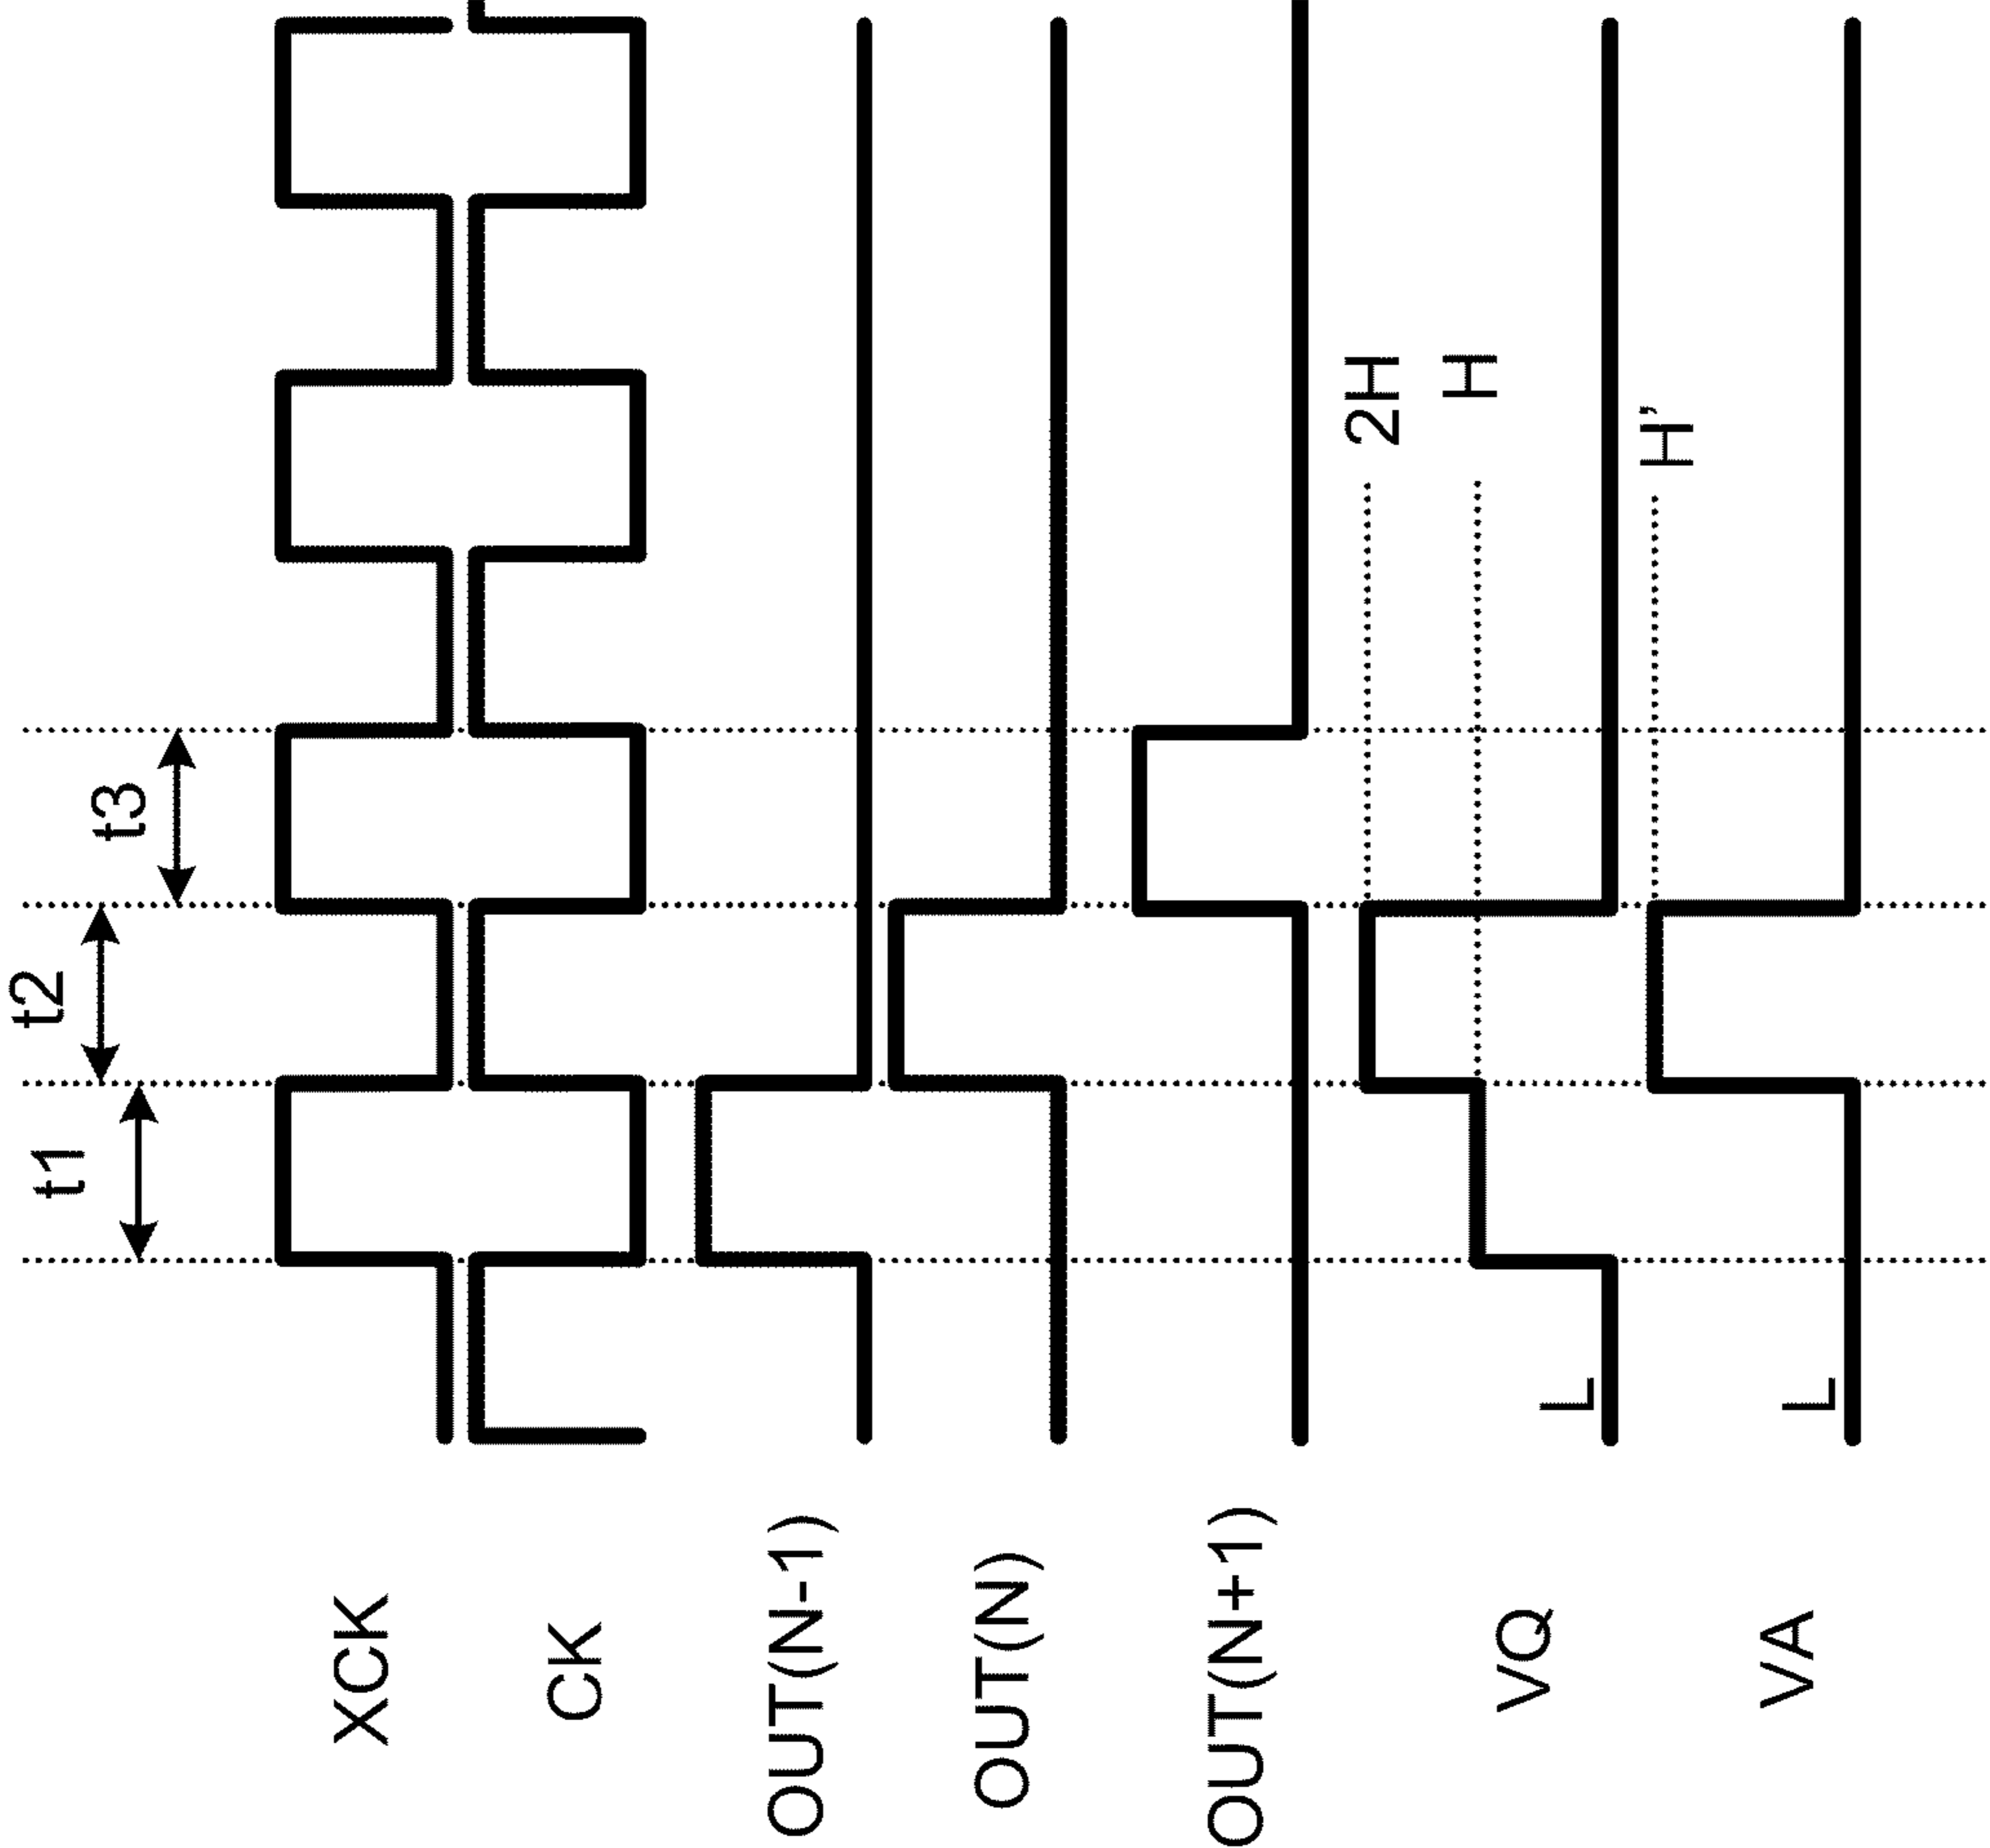 t1
t2
t3
XCK
CK
OUT(N-1)
OUT(N)
OUT(N+1)
2H
H
VQ
L
H’
VA
L